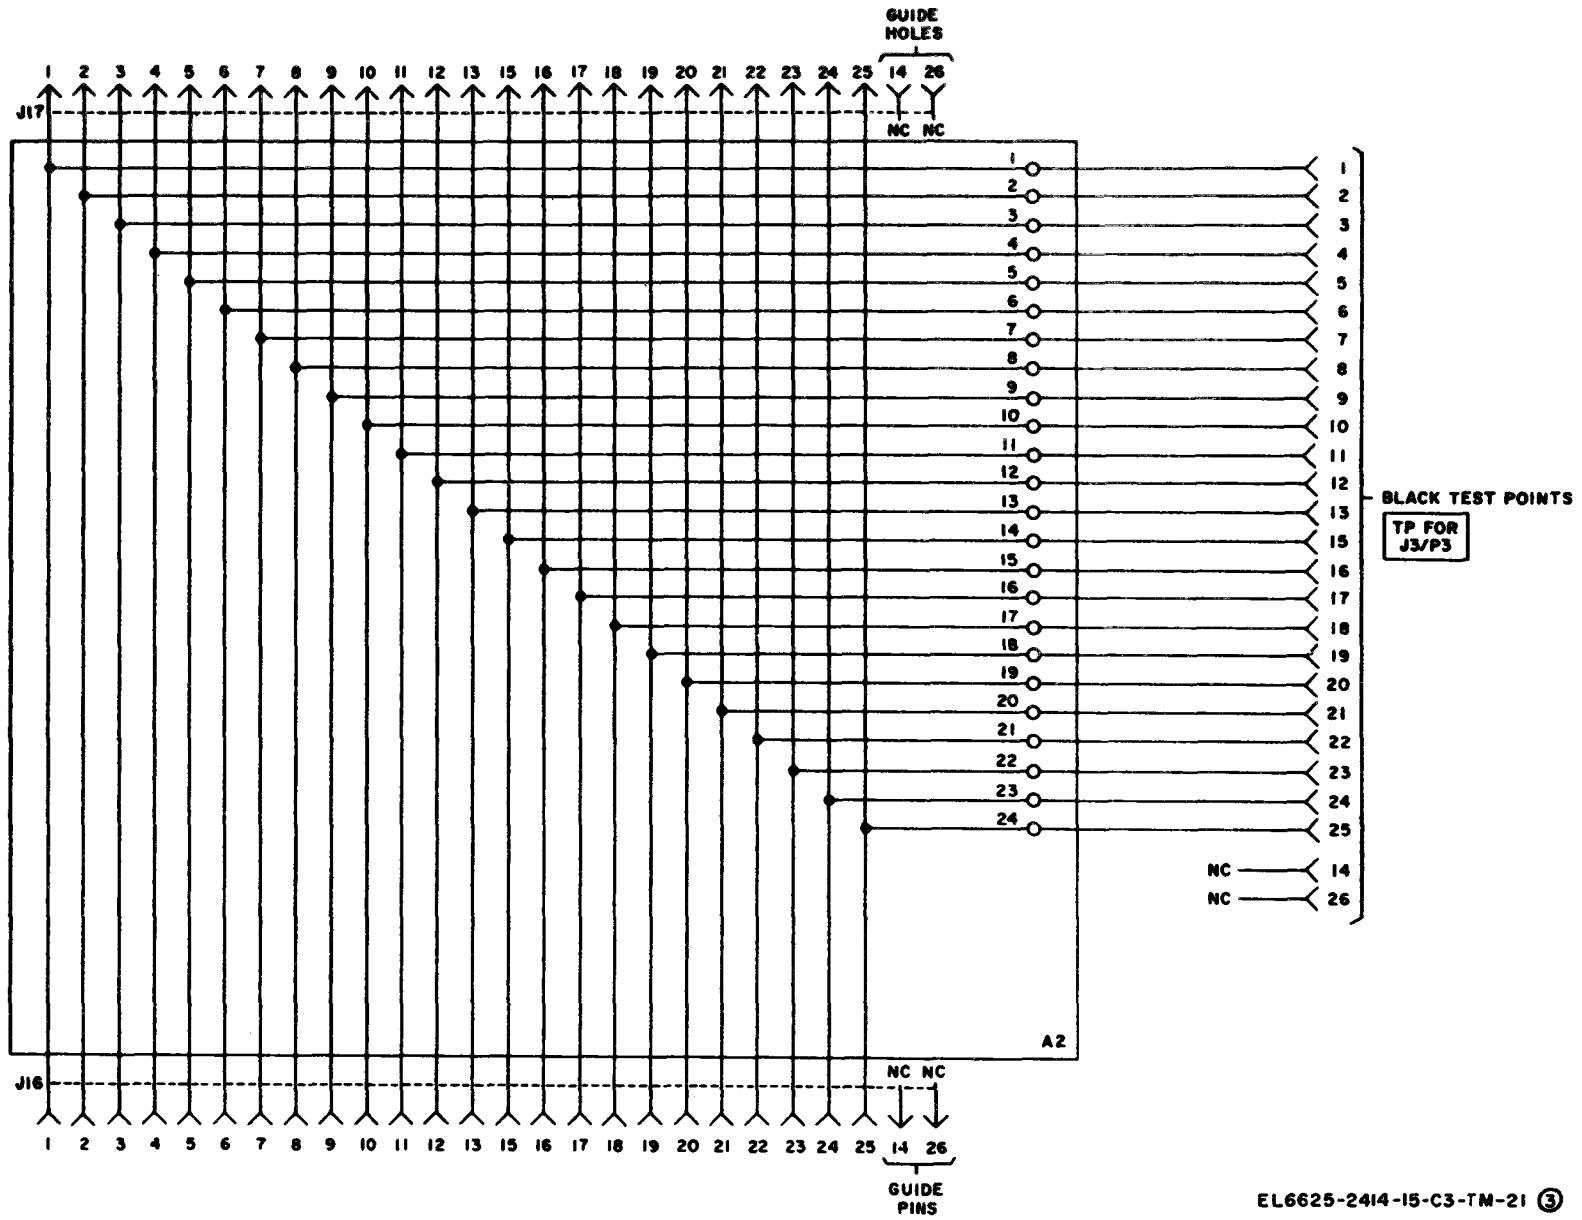 GUIDE
HOLES
1 2 3 4 5 6 7 8 9 10 11 12 13 15 16 17 18 19 20 21 22 23 24 25 14 26
J17
NC NC
1 1
2 2
3 3
4 4
5 5
6 6
7 7
8 8
9 9
10 10
11 11
12 12
13 13
14 15
15 16
16 17
17 18
18 19
19 20
20 21
21 22
22 23
23 24
24 25
NC 14
NC 26
BLACK TEST POINTS
TP FOR
J3/P3
A2
J16
NC NC
1 2 3 4 5 6 7 8 9 10 11 12 13 15 16 17 18 19 20 21 22 23 24 25 14 26
GUIDE
PINS
EL6625-2414-15-C3-TM-21 ③